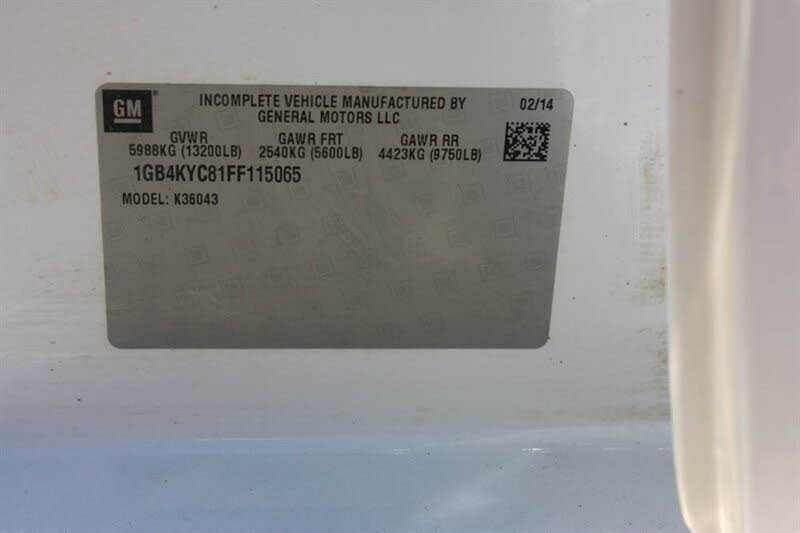 GM ® INCOMPLETE VEHICLE MANUFACTURED BY 02/14
GENERAL MOTORS LLC
GVWR GAWR FRT GAWR RR
5988KG (13200LB) 2540KG (5600LB) 4423KG (9750LB)
1GB4KYC81FF115065
MODEL: K36043